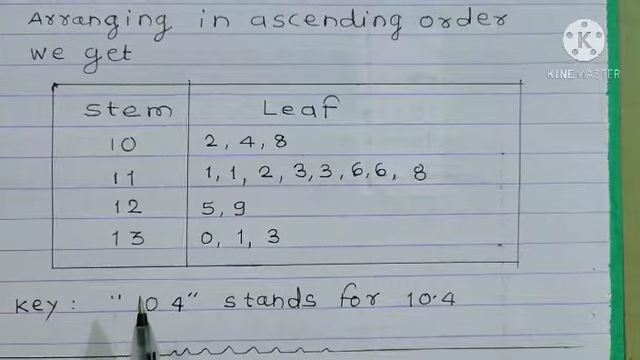 Arranging in ascending order
we get
KINEMASTER
Stem Leaf
10 2, 4, 8
11 1, 1, 2, 3, 3, 6, 6, 8
12 5, 9
13 0, 1, 3
Key: "10 4" stands for 10.4